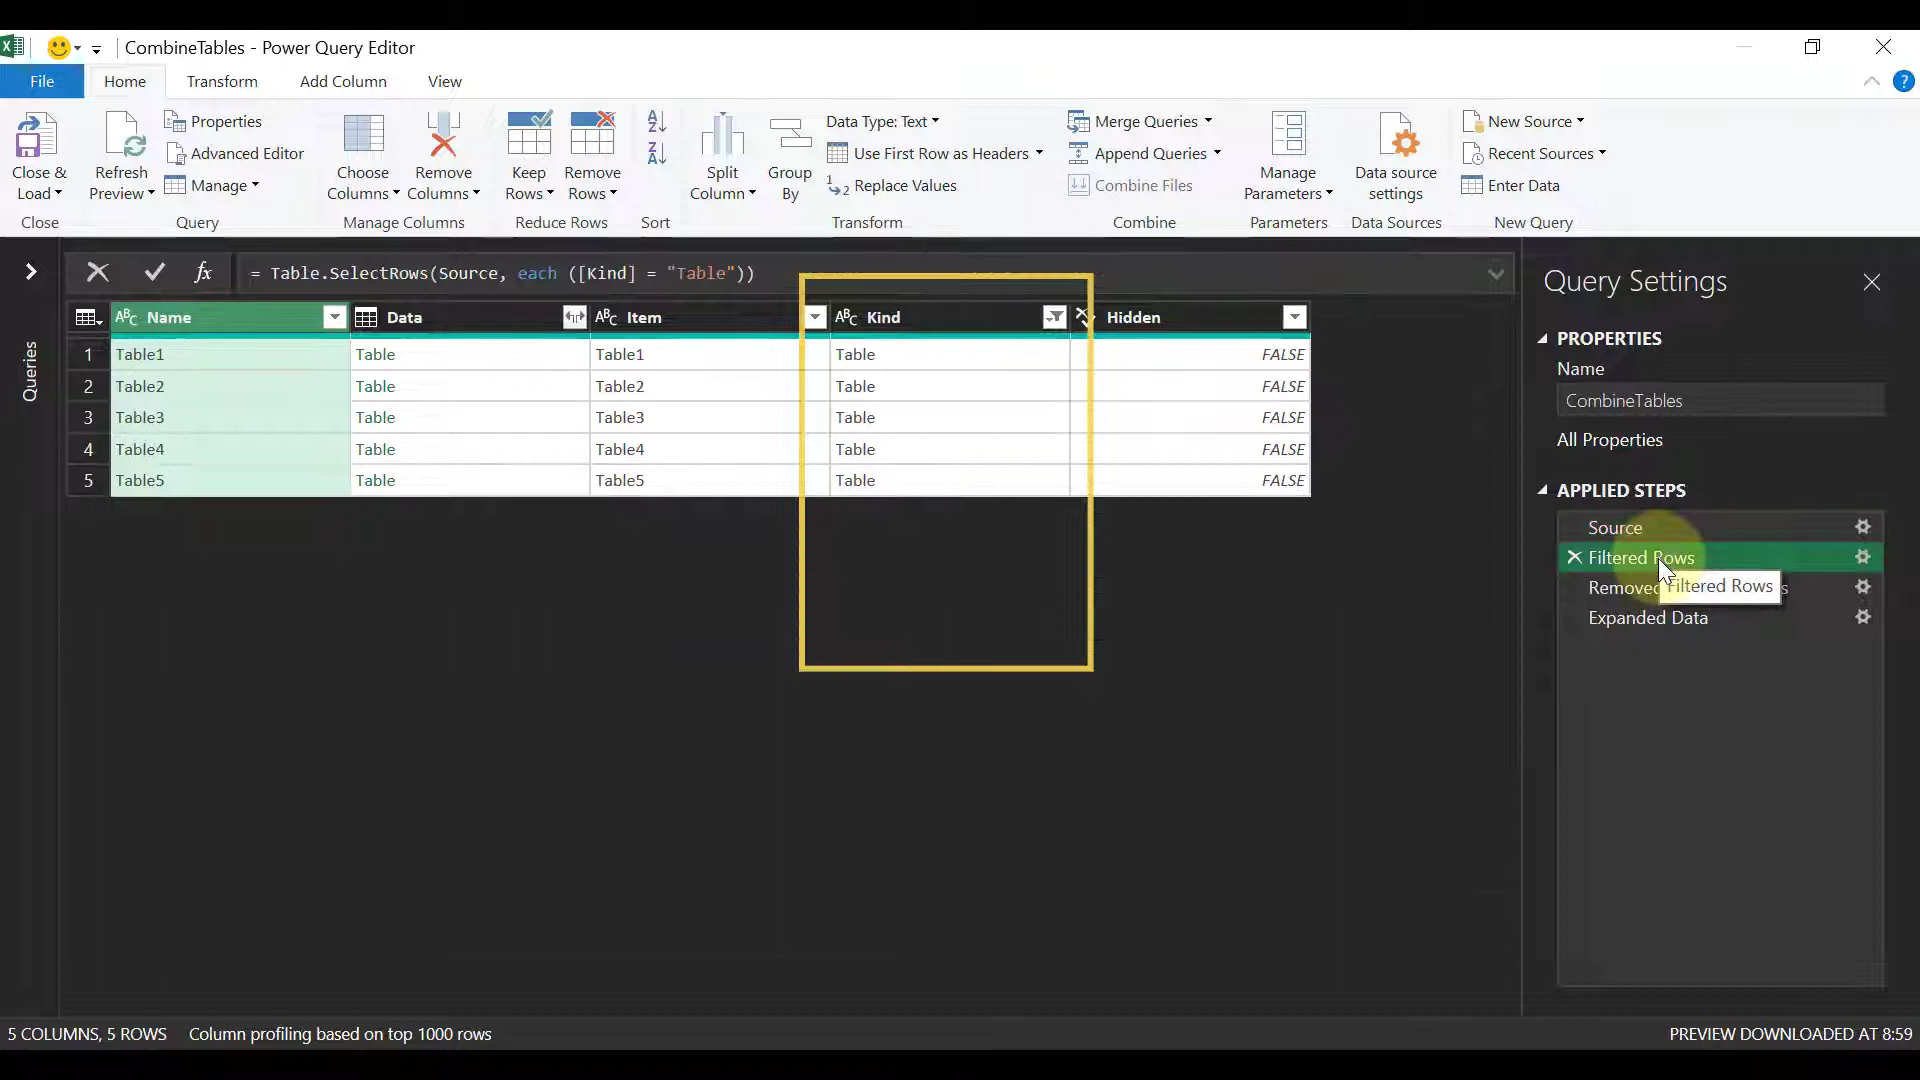 CombineTables - Power Query Editor
File Home Transform Add Column View
Close & Load
Close
Refresh Preview
Properties
Advanced Editor
Manage
Query
Choose Columns
Remove Columns
Manage Columns
Keep Rows
Remove Rows
Reduce Rows
A Z
Z A
Sort
Split Column
Group By
Data Type: Text
Use First Row as Headers
1 2 Replace Values
Transform
Merge Queries
Append Queries
Combine Files
Combine
Manage Parameters
Parameters
Data source settings
Data Sources
New Source
Recent Sources
Enter Data
New Query
?
Queries
fx = Table.SelectRows(Source, each ([Kind] = "Table"))
ABC Name Data ABC Item ABC Kind Hidden
1 Table1 Table Table1 Table FALSE
2 Table2 Table Table2 Table FALSE
3 Table3 Table Table3 Table FALSE
4 Table4 Table Table4 Table FALSE
5 Table5 Table Table5 Table FALSE
Query Settings
PROPERTIES
Name
CombineTables
All Properties
APPLIED STEPS
Source
Filtered Rows
Filtered Rows
Expanded Data
5 COLUMNS, 5 ROWS Column profiling based on top 1000 rows
PREVIEW DOWNLOADED AT 8:59